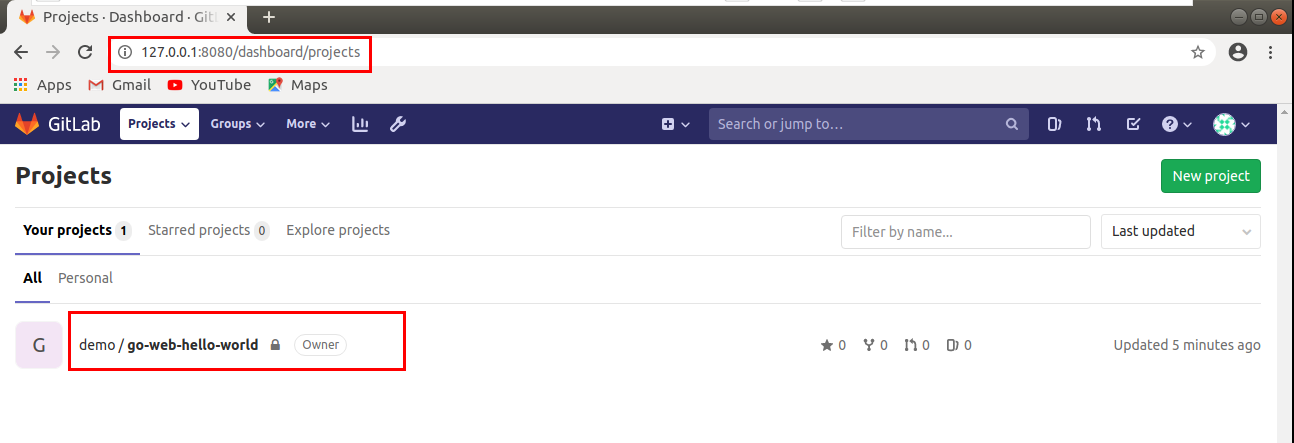 Projects · Dashboard · Git
127.0.0.1:8080/dashboard/projects
Apps Gmail YouTube Maps
GitLab Projects Groups More Search or jump to…
Projects New project
Your projects 1 Starred projects 0 Explore projects Filter by name... Last updated
All Personal
G demo / go-web-hello-world Owner 0 0 0 0 Updated 5 minutes ago